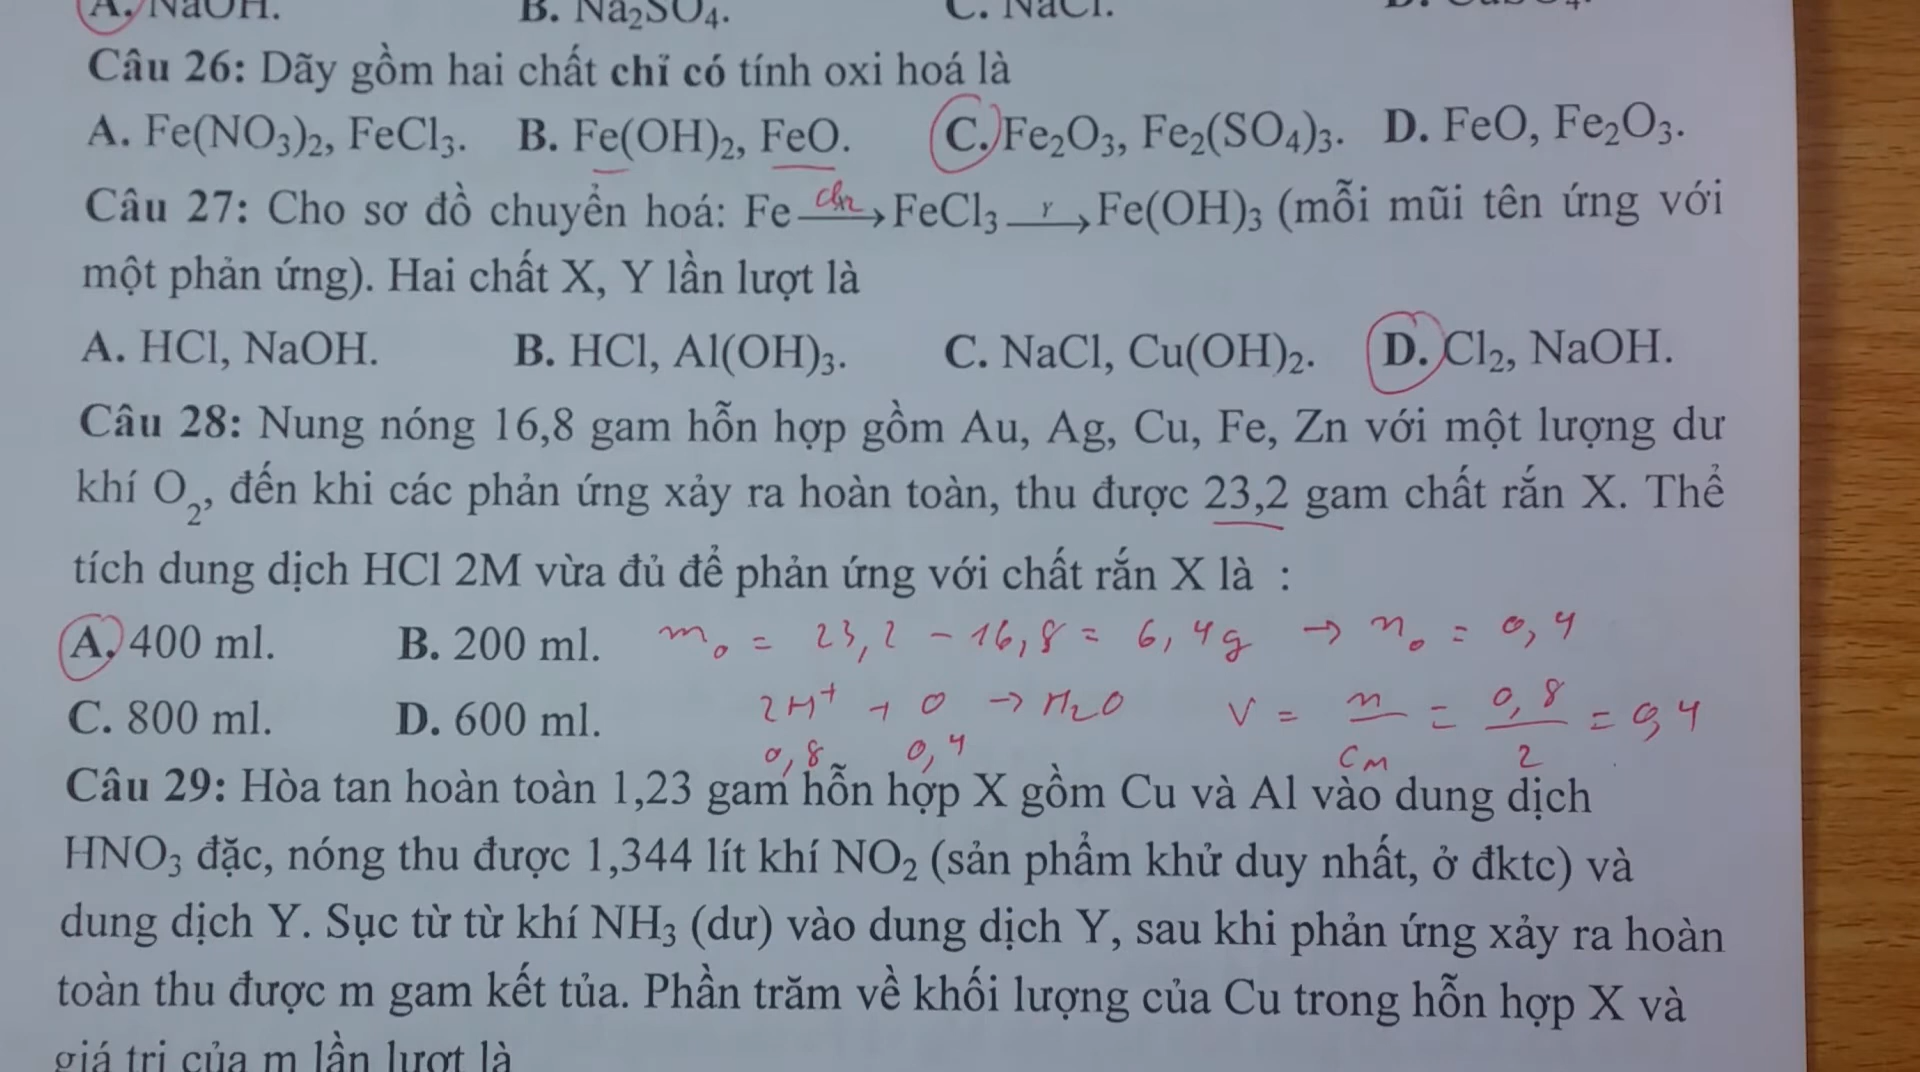 A. NaOH. B. Na₂SO₄. C. NaCl.
Câu 26: Dãy gồm hai chất chỉ có tính oxi hoá là
A. Fe(NO₃)₂, FeCl₃. B. Fe(OH)₂, FeO. C. Fe₂O₃, Fe₂(SO₄)₃. D. FeO, Fe₂O₃.
Câu 27: Cho sơ đồ chuyển hoá: Fe →(Cl₂) FeCl₃ →(Y) Fe(OH)₃ (mỗi mũi tên ứng với
một phản ứng). Hai chất X, Y lần lượt là
A. HCl, NaOH. B. HCl, Al(OH)₃. C. NaCl, Cu(OH)₂. D. Cl₂, NaOH.
Câu 28: Nung nóng 16,8 gam hỗn hợp gồm Au, Ag, Cu, Fe, Zn với một lượng dư
khí O₂, đến khi các phản ứng xảy ra hoàn toàn, thu được 23,2 gam chất rắn X. Thể
tích dung dịch HCl 2M vừa đủ để phản ứng với chất rắn X là :
A. 400 ml. B. 200 ml. m₀ = 23,2 - 16,8 = 6,4g → n₀ = 0,4
C. 800 ml. D. 600 ml. 2H⁺ + O → H₂O V = n/CM = 0,8/2 = 0,4
0,8 0,4
Câu 29: Hòa tan hoàn toàn 1,23 gam hỗn hợp X gồm Cu và Al vào dung dịch
HNO₃ đặc, nóng thu được 1,344 lít khí NO₂ (sản phẩm khử duy nhất, ở đktc) và
dung dịch Y. Sục từ từ khí NH₃ (dư) vào dung dịch Y, sau khi phản ứng xảy ra hoàn
toàn thu được m gam kết tủa. Phần trăm về khối lượng của Cu trong hỗn hợp X và
giá trị của m lần lượt là